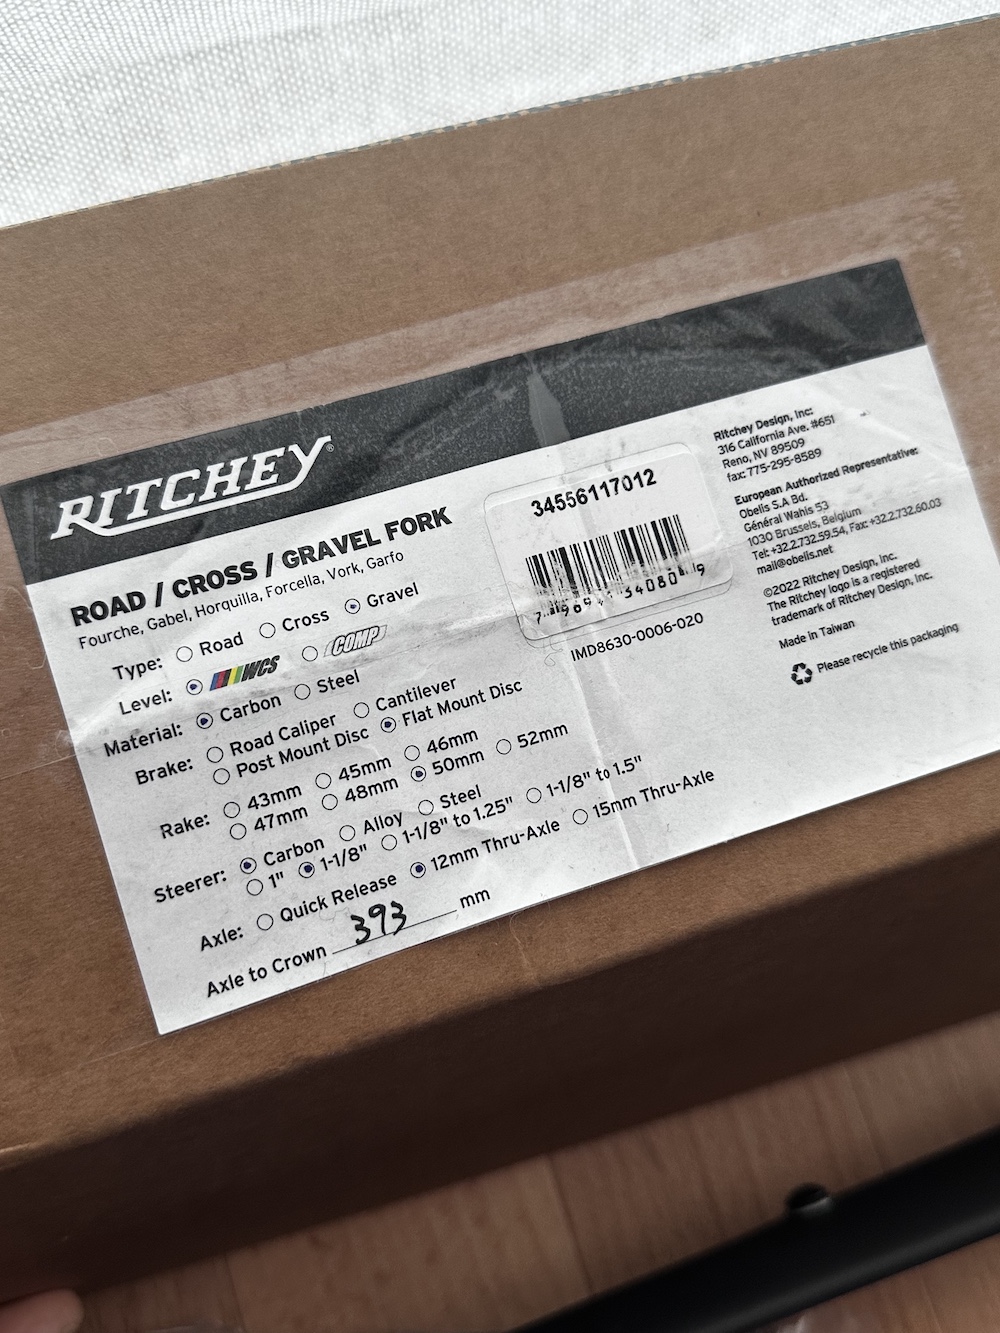 RITCHEY®
ROAD / CROSS / GRAVEL FORK
Fourche, Gabel, Horquilla, Forcella, Vork, Garfo
Type: Road Cross Gravel
Level: WCS COMP
Material: Carbon Steel
Brake: Road Caliper Cantilever
Post Mount Disc Flat Mount Disc
Rake: 43mm 45mm 46mm
47mm 48mm 50mm 52mm
Steerer: Carbon Alloy Steel
1" 1-1/8" 1-1/8" to 1.25" 1-1/8" to 1.5"
Axle: Quick Release 12mm Thru-Axle 15mm Thru-Axle
Axle to Crown 393 mm
34556117012
34080 9
IMD8630-0006-020
Ritchey Design, Inc:
316 California Ave. #651
Reno, NV 89509
fax: 775-295-8589
European Authorized Representative:
Obelis S.A Bd.
Général Wahis 53
1030 Brussels, Belgium
Tel: +32.2.732.59.54, Fax: +32.2.732.60.03
mail@obelis.net
©2022 Ritchey Design, Inc.
The Ritchey logo is a registered
trademark of Ritchey Design, Inc.
Made in Taiwan
Please recycle this packaging